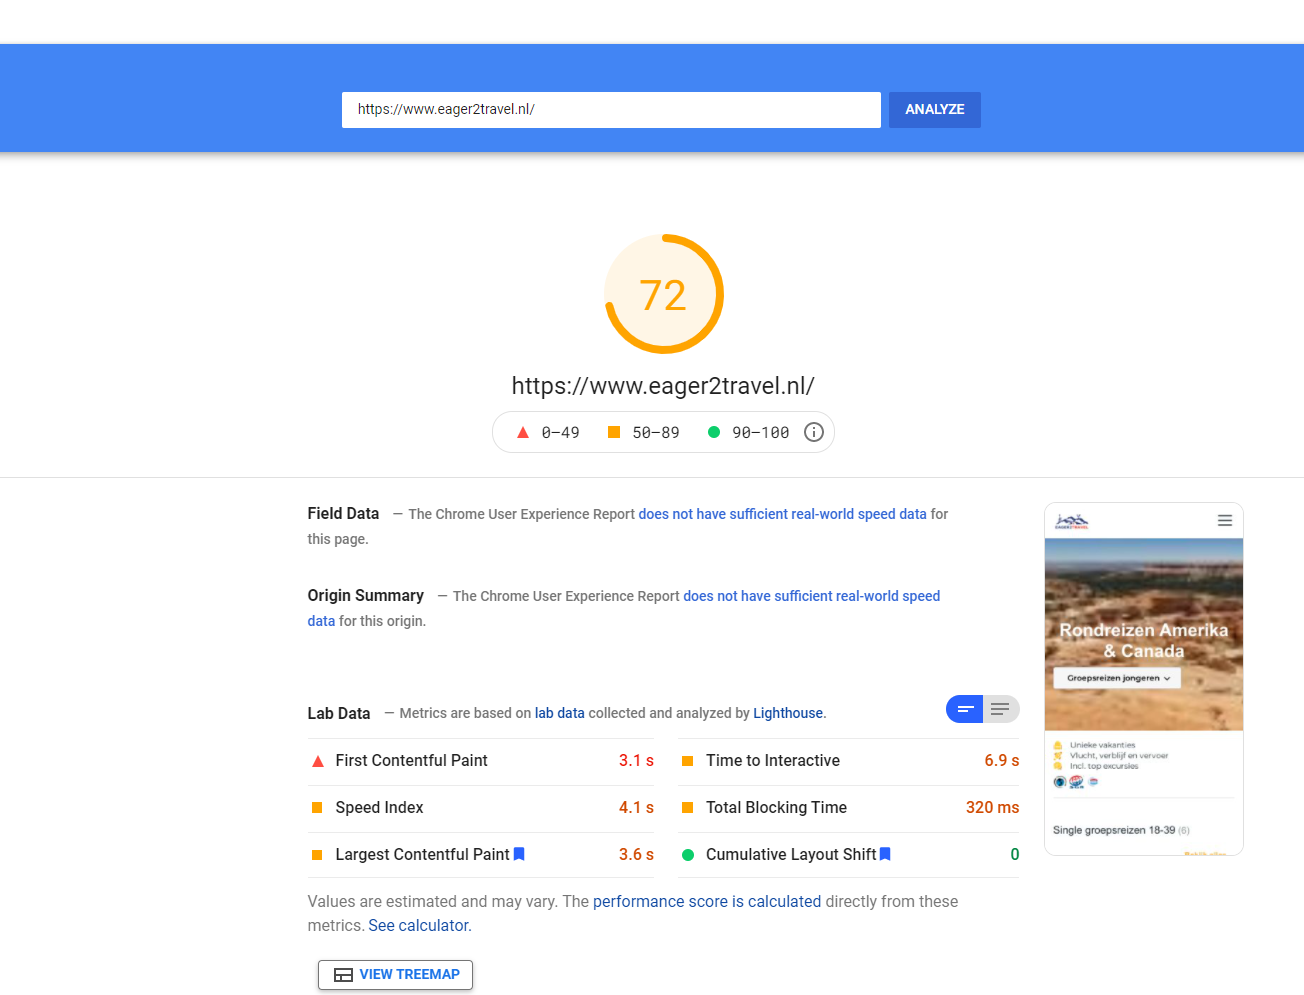 https://www.eager2travel.nl/
ANALYZE
72
https://www.eager2travel.nl/
0–49 50–89 90–100
Field Data — The Chrome User Experience Report does not have sufficient real-world speed data for
this page.
Origin Summary — The Chrome User Experience Report does not have sufficient real-world speed
data for this origin.
Lab Data — Metrics are based on lab data collected and analyzed by Lighthouse.
First Contentful Paint 3.1 s
Time to Interactive 6.9 s
Speed Index 4.1 s
Total Blocking Time 320 ms
Largest Contentful Paint 3.6 s
Cumulative Layout Shift 0
Values are estimated and may vary. The performance score is calculated directly from these
metrics. See calculator.
VIEW TREEMAP
EAGER2TRAVEL
Rondreizen Amerika
& Canada
Groepsreizen jongeren
Unieke vakanties
Vlucht, verblijf en vervoer
Incl. top excursies
Single groepsreizen 18-39 (6)